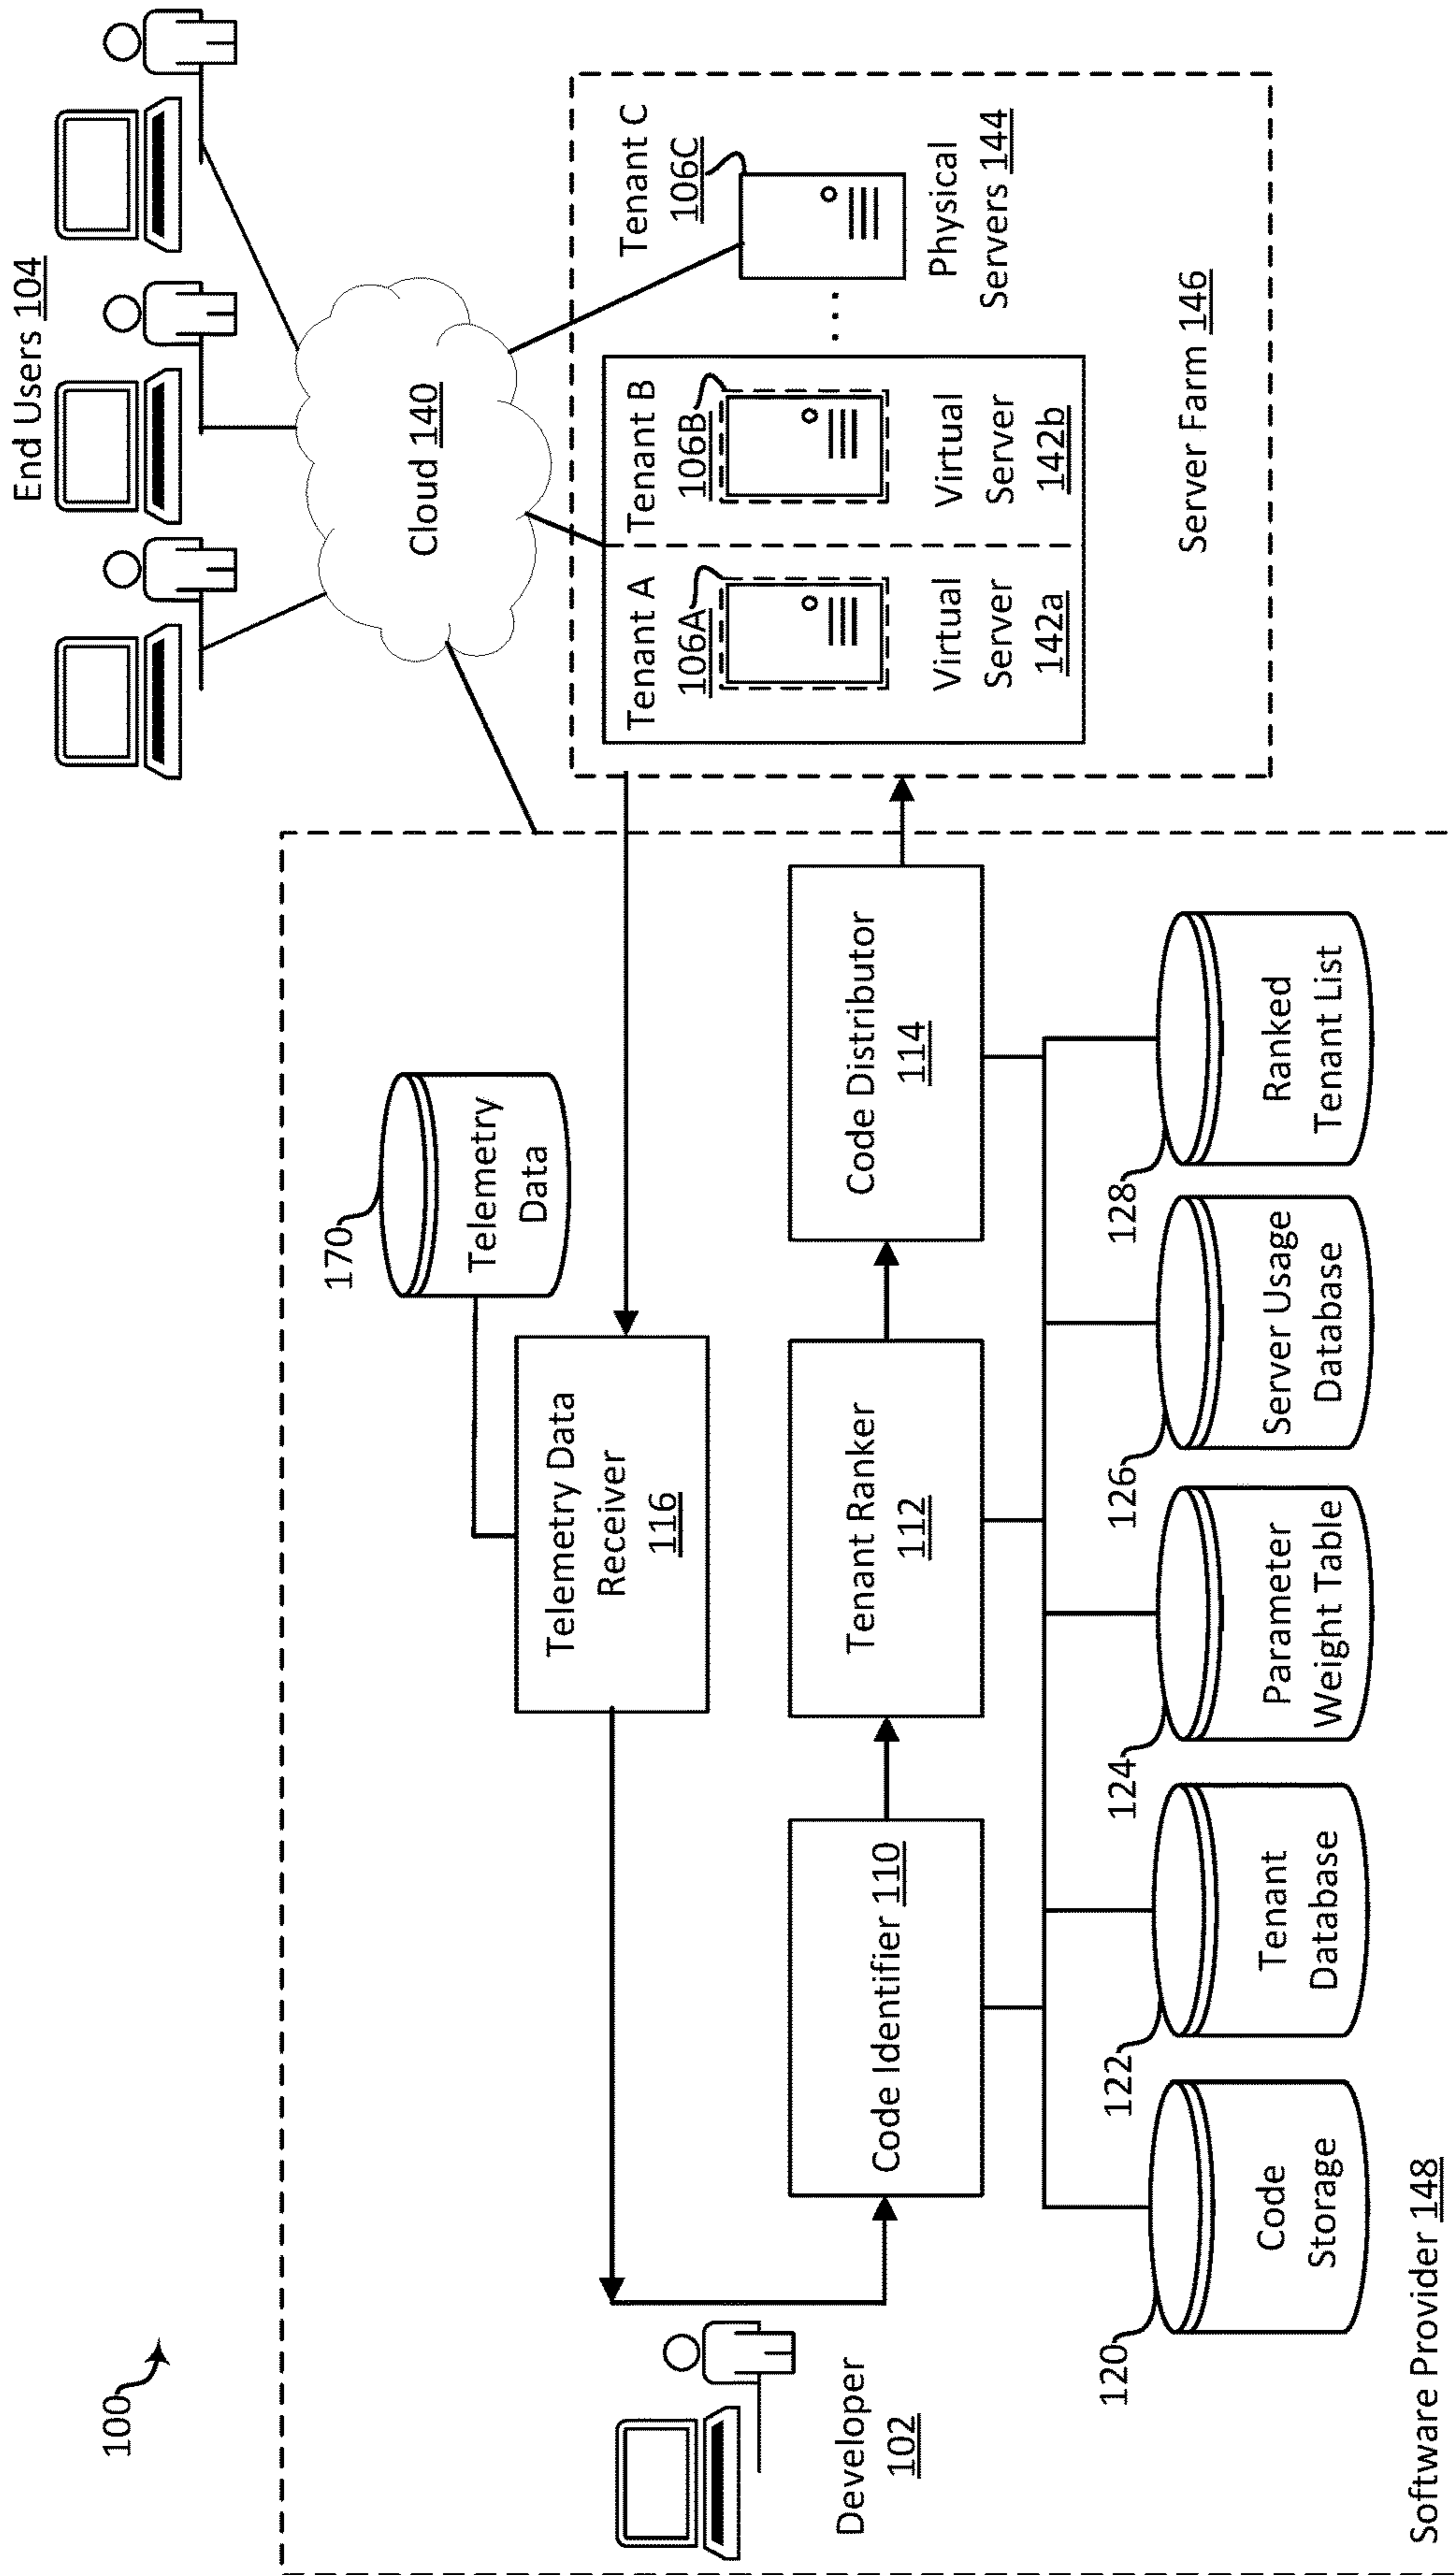 100
End Users 104
Cloud 140
Tenant A
106A
Virtual
Server
142a
Tenant B
106B
Virtual
Server
142b
...
Tenant C
106C
Physical
Servers 144
Server Farm 146
170
Telemetry
Data
Telemetry Data
Receiver
116
Developer
102
Code Identifier 110
Tenant Ranker
112
Code Distributor
114
120
Code
Storage
122
Tenant
Database
124
Parameter
Weight Table
126
Server Usage
Database
128
Ranked
Tenant List
Software Provider 148